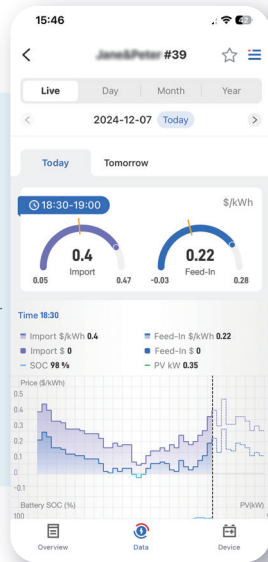 15:46
42
#39
Live Day Month Year
2024-12-07 Today
Today Tomorrow
18:30-19:00 $/kWh
0.4 0.22
Import Feed-In
0.05 0.47 -0.03 0.28
Time 18:30
Import $/kWh 0.4 Feed-In $/kWh 0.22
Import $ 0 Feed-In $ 0
SOC 98 % PV kW 0.35
Price ($/kWh)
0.5
0.4
0.3
0.2
0.1
0
-0.1
Battery SOC (%) PV(kW)
100
Overview Data Device